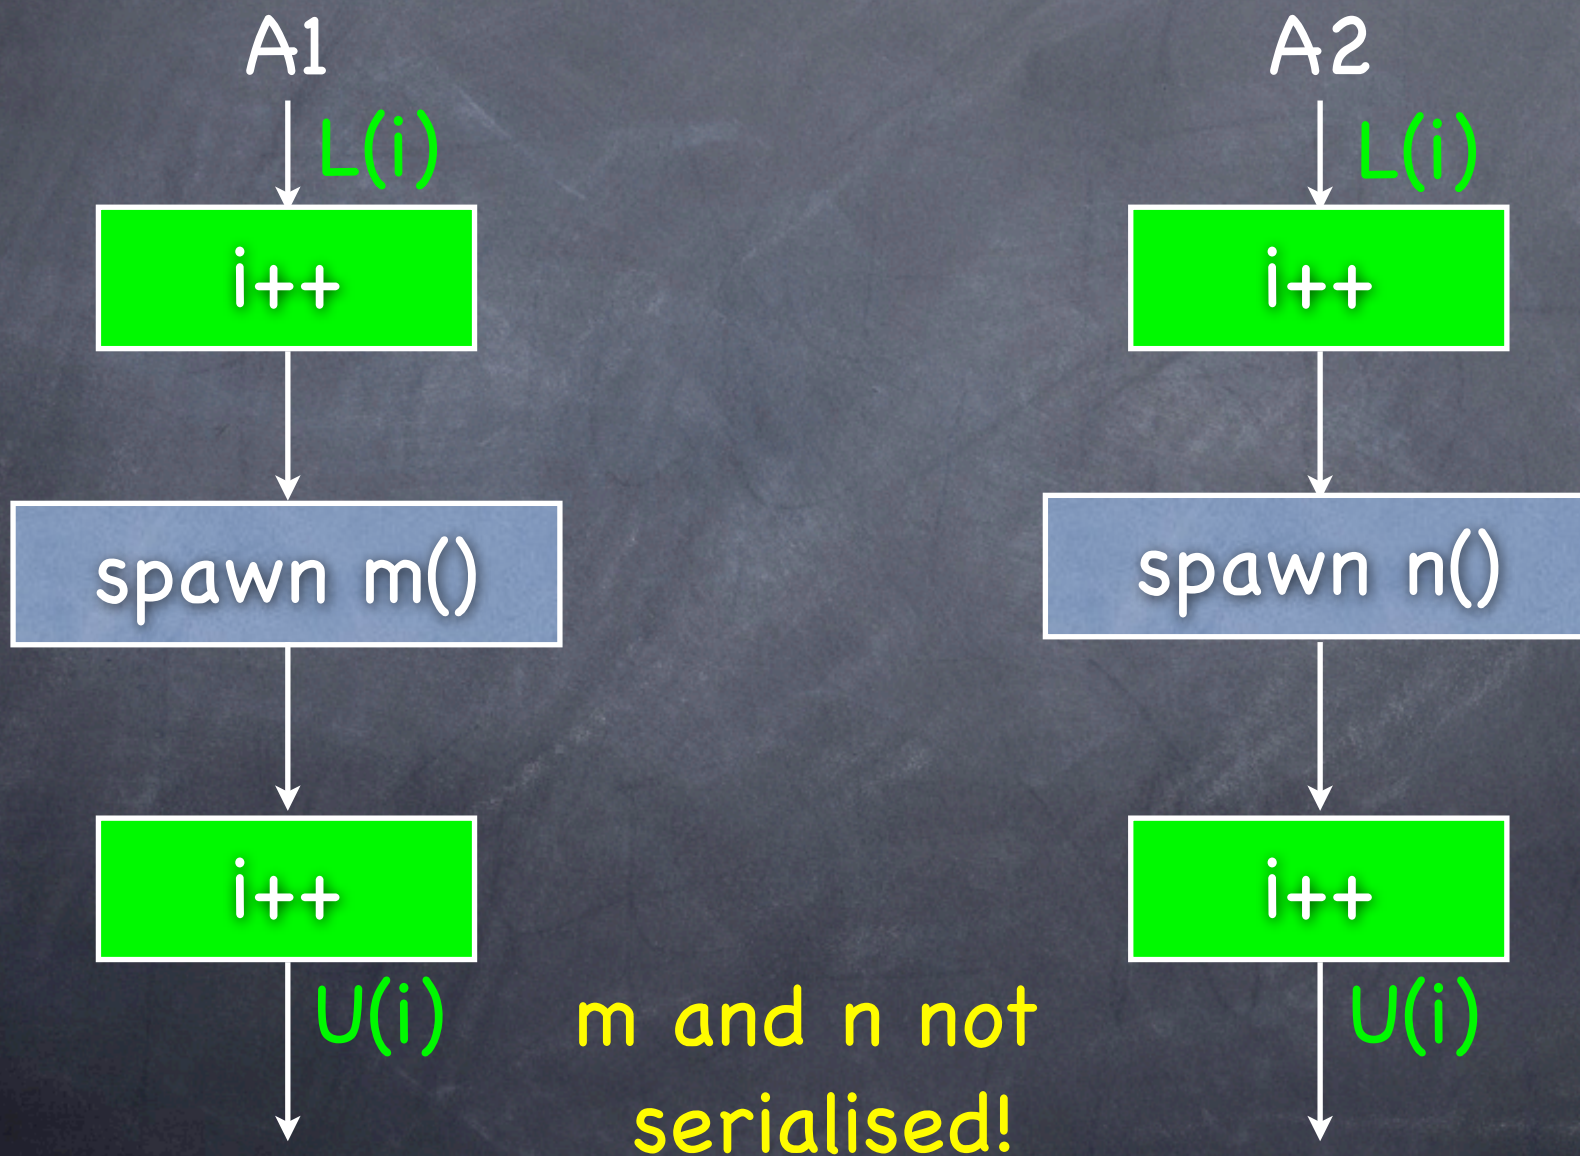 A1
L(i)
i++
spawn m()
i++
U(i)
A2
L(i)
i++
spawn n()
i++
U(i)
m and n not
serialised!